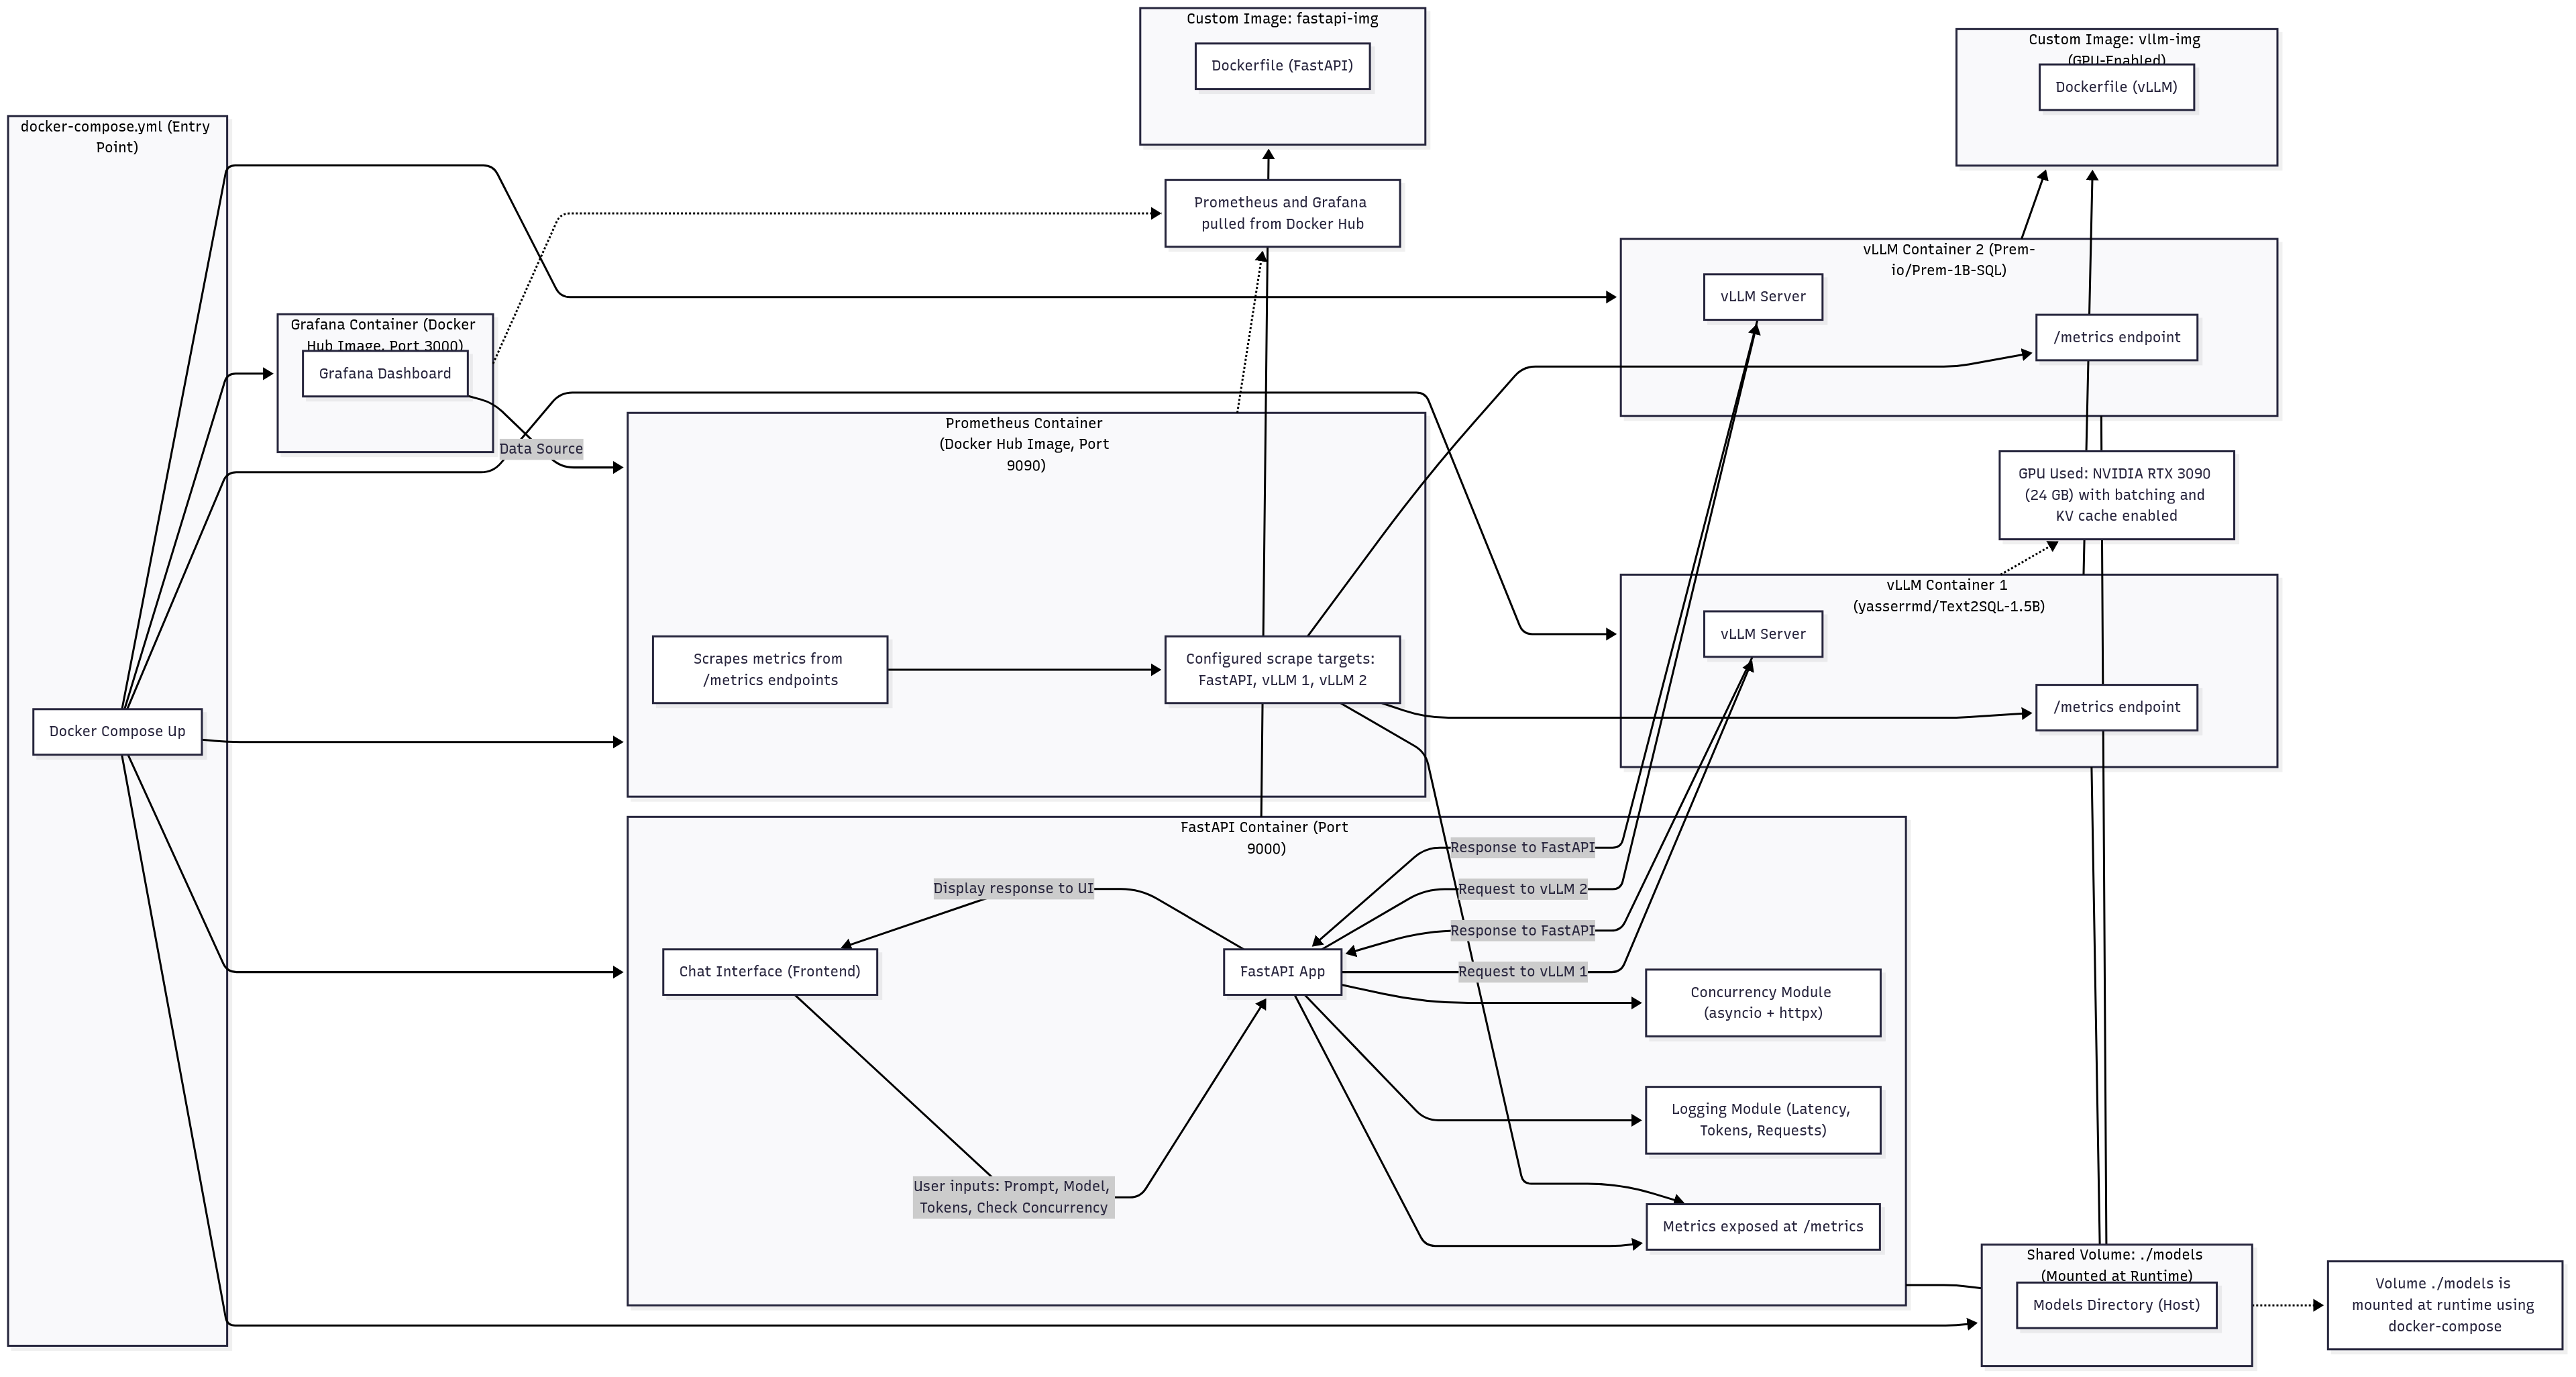 Custom Image: fastapi-img
Dockerfile (FastAPI)
Custom Image: vllm-img
(GPU-Enabled)
Dockerfile (vLLM)
docker-compose.yml (Entry
Point)
Docker Compose Up
Prometheus and Grafana
pulled from Docker Hub
Grafana Container (Docker
Hub Image, Port 3000)
Grafana Dashboard
Data Source
vLLM Container 2 (Prem-
io/Prem-1B-SQL)
vLLM Server
/metrics endpoint
Prometheus Container
(Docker Hub Image, Port
9090)
Scrapes metrics from
/metrics endpoints
Configured scrape targets:
FastAPI, vLLM 1, vLLM 2
GPU Used: NVIDIA RTX 3090
(24 GB) with batching and
KV cache enabled
vLLM Container 1
(yasserrmd/Text2SQL-1.5B)
vLLM Server
/metrics endpoint
FastAPI Container (Port
9000)
Response to FastAPI
Display response to UI
Request to vLLM 2
Response to FastAPI
Chat Interface (Frontend)
FastAPI App
Request to vLLM 1
Concurrency Module
(asyncio + httpx)
Logging Module (Latency,
Tokens, Requests)
User inputs: Prompt, Model,
Tokens, Check Concurrency
Metrics exposed at /metrics
Shared Volume: ./models
(Mounted at Runtime)
Models Directory (Host)
Volume ./models is
mounted at runtime using
docker-compose